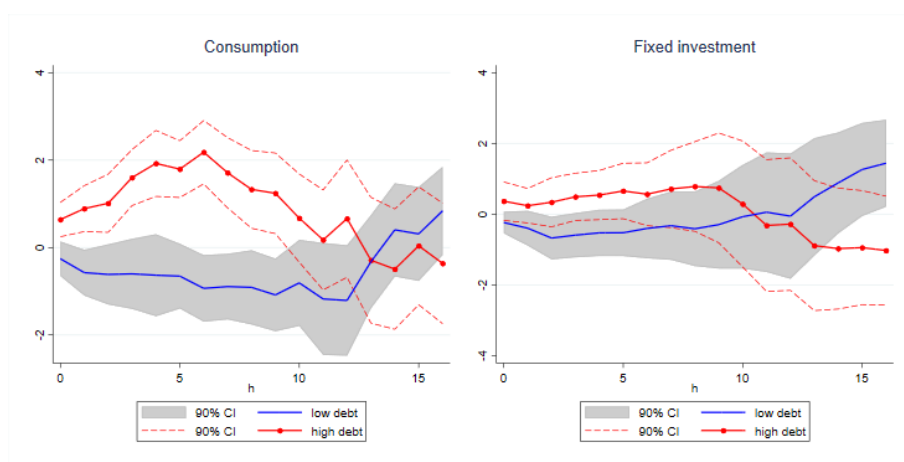 Consumption
4
2
0
-2
0 5 10 15
h
90% CI low debt
90% CI high debt
Fixed investment
4
2
0
-2
-4
0 5 10 15
h
90% CI low debt
90% CI high debt